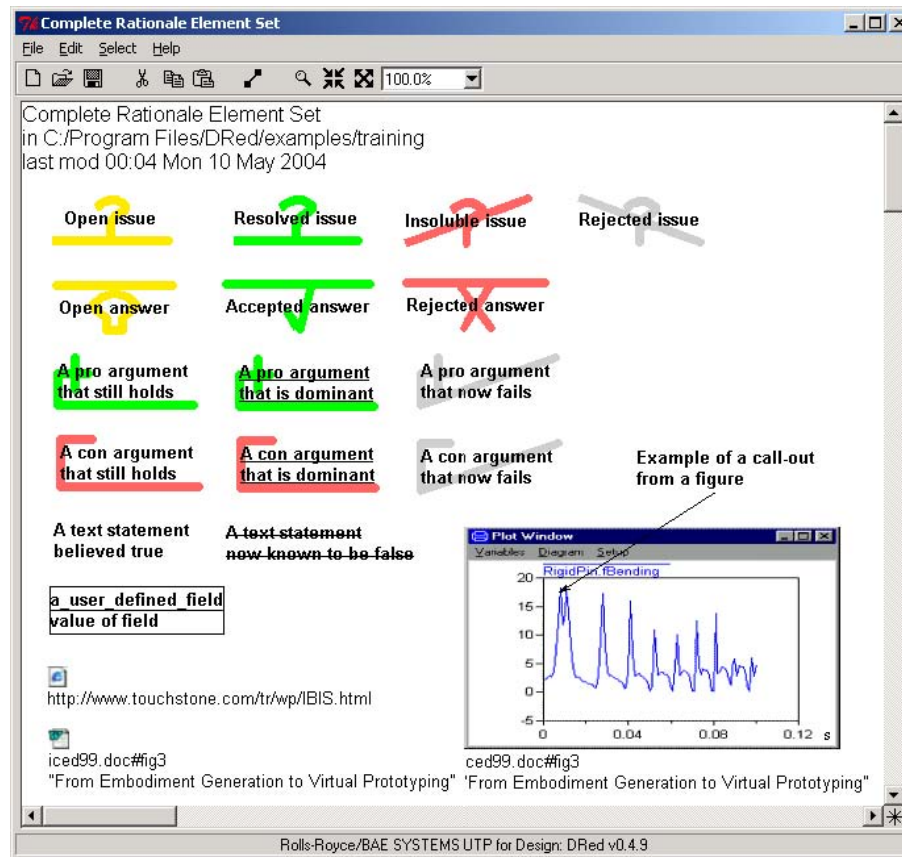 Complete Rationale Element Set
File Edit Select Help
100.0%
Complete Rationale Element Set
in C:/Program Files/DRed/examples/training
last mod 00:04 Mon 10 May 2004
Open issue Resolved issue Insoluble issue Rejected issue
Open answer Accepted answer Rejected answer
A pro argument
that still holds
A pro argument
that is dominant
A pro argument
that now fails
A con argument
that still holds
A con argument
that is dominant
A con argument
that now fails
Example of a call-out
from a figure
A text statement
believed true
A text statement
now known to be false
a_user_defined_field
value of field
Plot Window
Variables Diagram Setup
RigidPin.fBending
20
15
10
5
0
-5
0 0.04 0.08 0.12 s
http://www.touchstone.com/tr/wp/IBIS.html
iced99.doc#fig3
"From Embodiment Generation to Virtual Prototyping"
ced99.doc#fig3
'From Embodiment Generation to Virtual Prototyping"
Rolls-Royce/BAE SYSTEMS UTP for Design: DRed v0.4.9